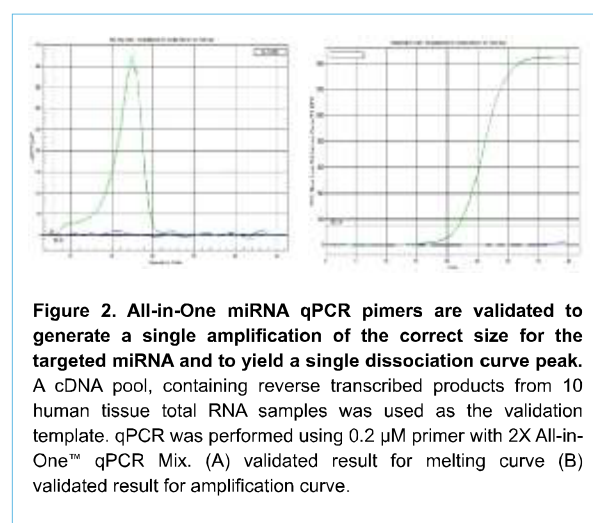 Figure 2. All-in-One miRNA qPCR pimers are validated to
generate a single amplification of the correct size for the
targeted miRNA and to yield a single dissociation curve peak.
A cDNA pool, containing reverse transcribed products from 10
human tissue total RNA samples was used as the validation
template. qPCR was performed using 0.2 µM primer with 2X All-in-
One™ qPCR Mix. (A) validated result for melting curve (B)
validated result for amplification curve.